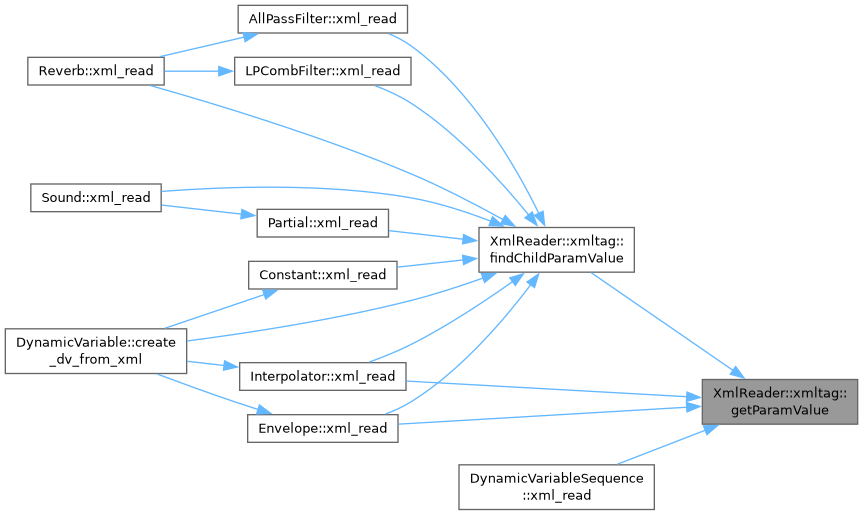 AllPassFilter::xml_read
Reverb::xml_read
LPCombFilter::xml_read
Sound::xml_read
Partial::xml_read
XmlReader::xmltag::
findChildParamValue
Constant::xml_read
DynamicVariable::create
_dv_from_xml
Interpolator::xml_read
XmlReader::xmltag::
getParamValue
Envelope::xml_read
DynamicVariableSequence
::xml_read